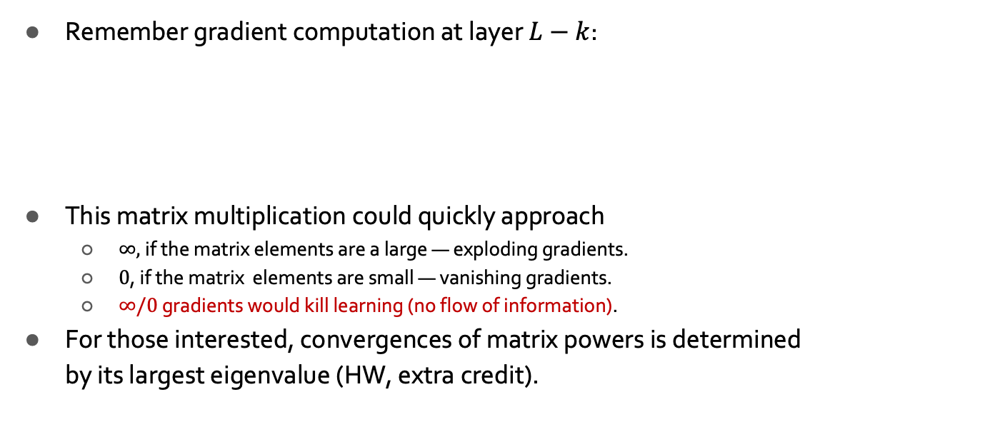 ● Remember gradient computation at layer L − k:
● This matrix multiplication could quickly approach
○ ∞, if the matrix elements are a large — exploding gradients.
○ 0, if the matrix elements are small — vanishing gradients.
○ ∞/0 gradients would kill learning (no flow of information).
● For those interested, convergences of matrix powers is determined
by its largest eigenvalue (HW, extra credit).